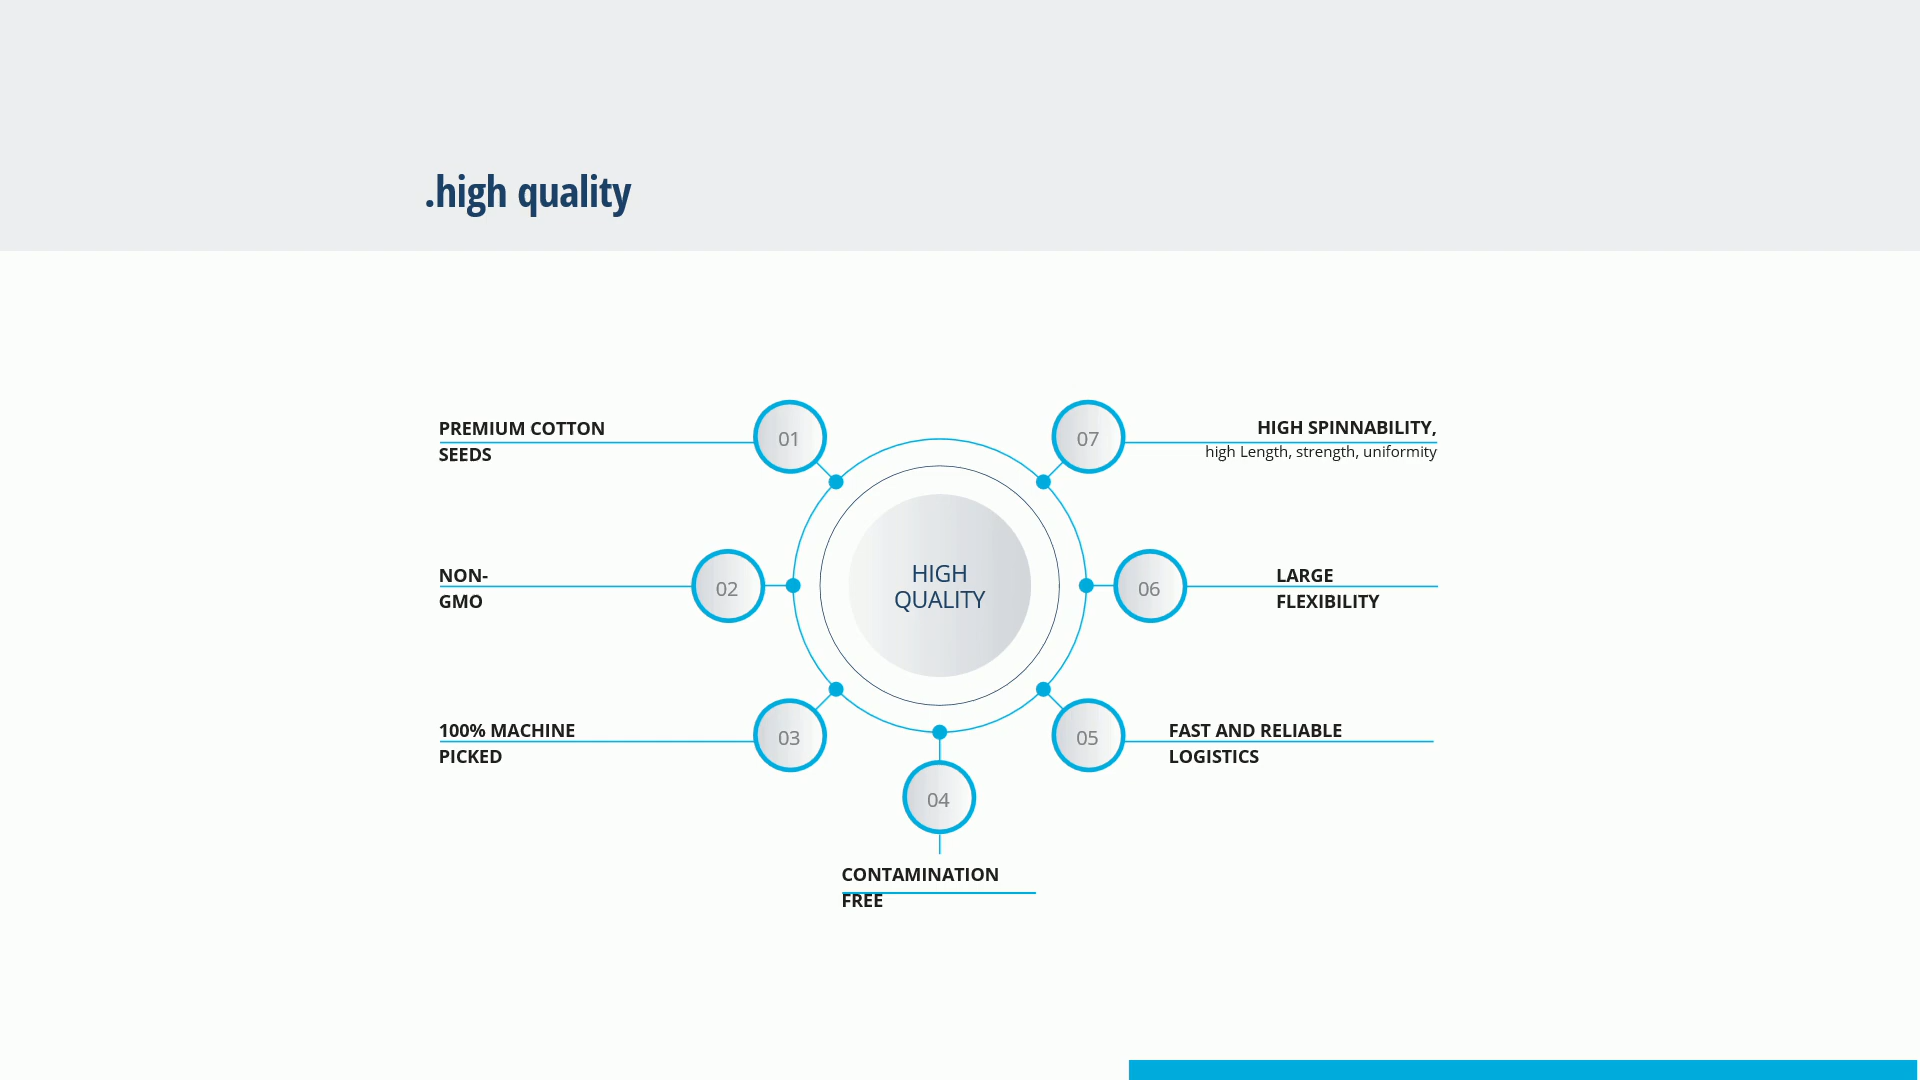 .high quality
01
PREMIUM COTTON
SEEDS
02
NON-
GMO
03
100% MACHINE
PICKED
04
CONTAMINATION
FREE
05
FAST AND RELIABLE
LOGISTICS
06
LARGE
FLEXIBILITY
07
HIGH SPINNABILITY,
high Length, strength, uniformity
HIGH
QUALITY